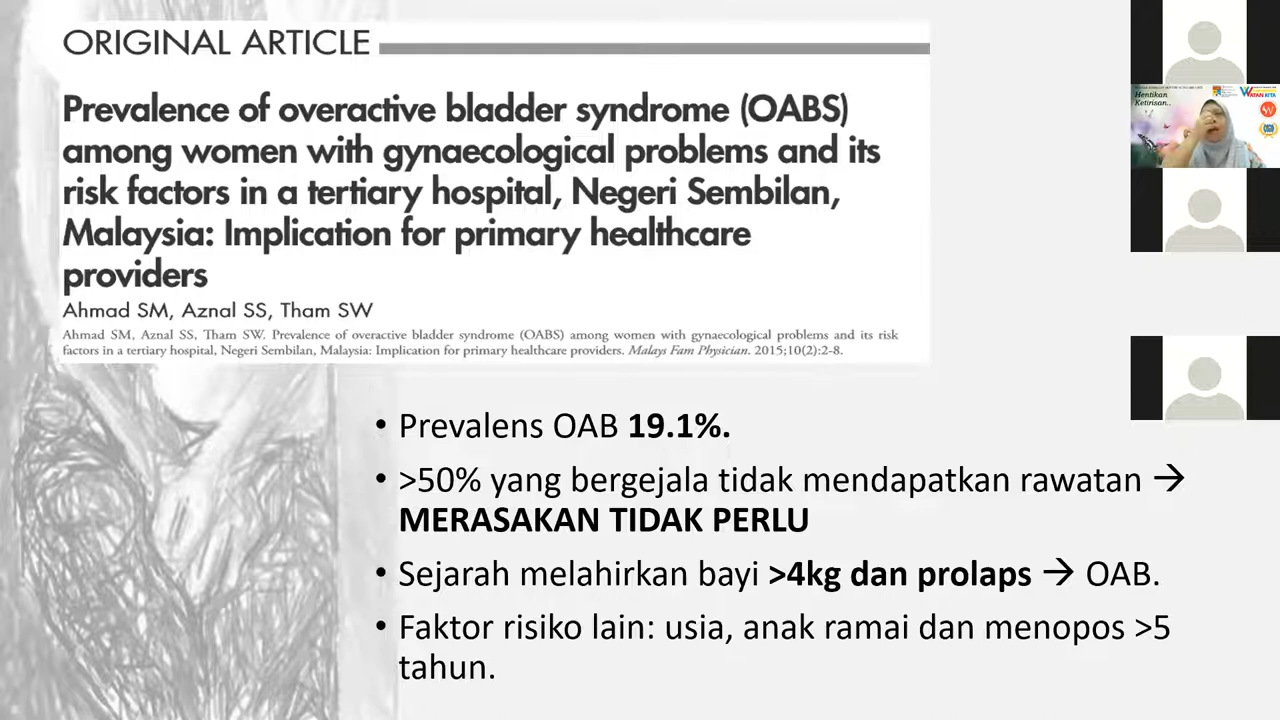 ORIGINAL ARTICLE
Prevalence of overactive bladder syndrome (OABS)
among women with gynaecological problems and its
risk factors in a tertiary hospital, Negeri Sembilan,
Malaysia: Implication for primary healthcare
providers
Ahmad SM, Aznal SS, Tham SW
Ahmad SM, Aznal SS, Tham SW. Prevalence of overactive bladder syndrome (OABS) among women with gynaecological problems and its risk
factors in a tertiary hospital, Negeri Sembilan, Malaysia: Implication for primary healthcare providers. Malays Fam Physician. 2015;10(2):2-8.
• Prevalens OAB 19.1%.
• >50% yang bergejala tidak mendapatkan rawatan →
MERASAKAN TIDAK PERLU
• Sejarah melahirkan bayi >4kg dan prolaps → OAB.
• Faktor risiko lain: usia, anak ramai dan menopos >5
tahun.
Hentikan
Ketirisan..